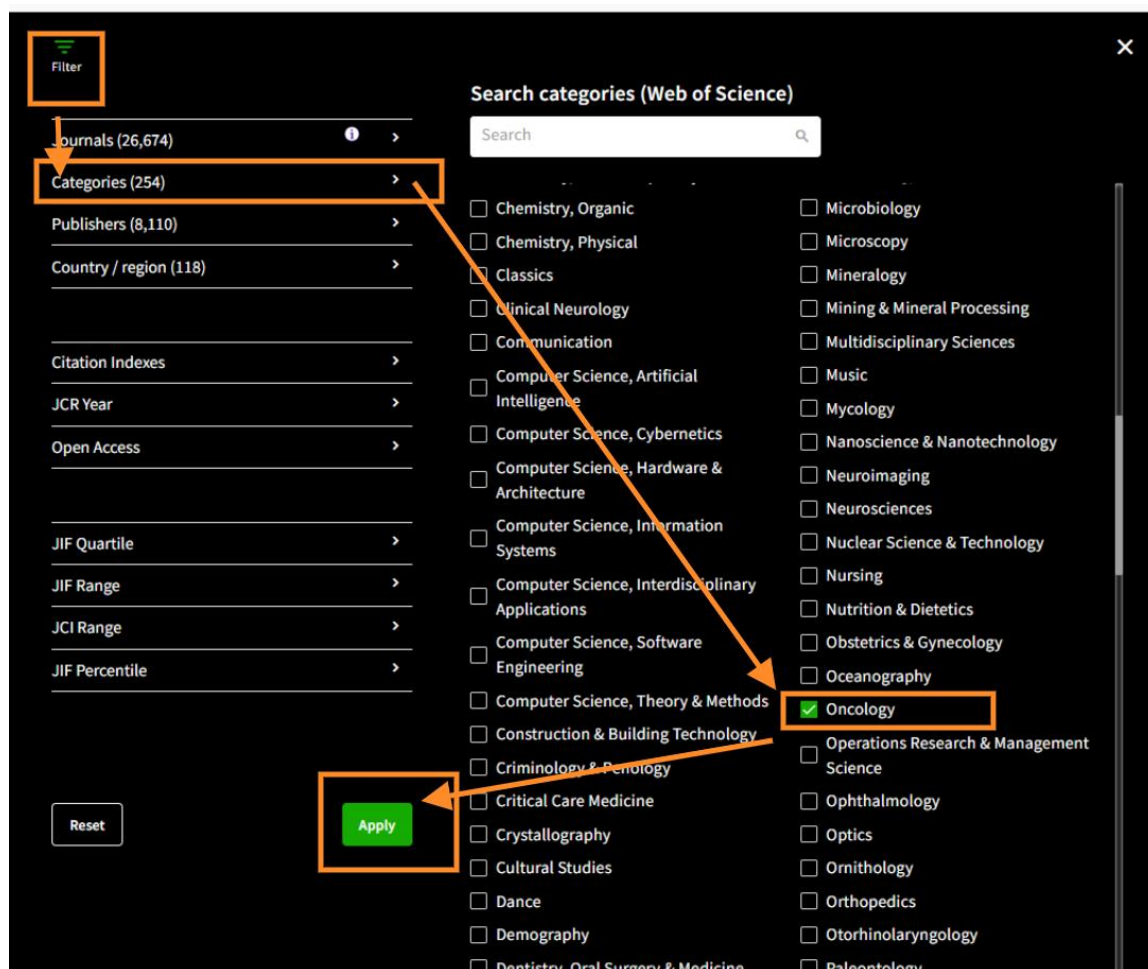 Filter
Journals (26,674)
Categories (254)
Publishers (8,110)
Country / region (118)
Citation Indexes
JCR Year
Open Access
JIF Quartile
JIF Range
JCI Range
JIF Percentile
Reset
Apply
Search categories (Web of Science)
Search
Chemistry, Organic
Chemistry, Physical
Classics
Clinical Neurology
Communication
Computer Science, Artificial
Intelligence
Computer Science, Cybernetics
Computer Science, Hardware &
Architecture
Computer Science, Information
Systems
Computer Science, Interdisciplinary
Applications
Computer Science, Software
Engineering
Computer Science, Theory & Methods
Construction & Building Technology
Criminology & Penology
Critical Care Medicine
Crystallography
Cultural Studies
Dance
Demography
Dentistry, Oral Surgery & Medicine
Microbiology
Microscopy
Mineralogy
Mining & Mineral Processing
Multidisciplinary Sciences
Music
Mycology
Nanoscience & Nanotechnology
Neuroimaging
Neurosciences
Nuclear Science & Technology
Nursing
Nutrition & Dietetics
Obstetrics & Gynecology
Oceanography
Oncology
Operations Research & Management
Science
Ophthalmology
Optics
Ornithology
Orthopedics
Otorhinolaryngology
Paleontology